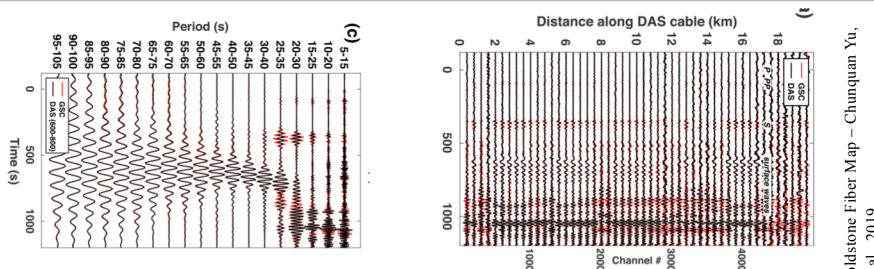 (c)
Period (s)
5-15
10-20
15-25
20-30
25-35
30-40
35-45
40-50
45-55
50-60
55-65
60-70
65-75
70-80
75-85
80-90
85-95
90-100
95-105
GSC
DAS (600-800)
0
500
1000
Time (s)
Distance along DAS cable (km)
0
2
4
6
8
10
12
14
16
18
P
PP
S
surface waves
GSC
DAS
0
500
1000
1000
2000
3000
4000
Channel #
oldstone Fiber Map – Chunquan Yu,
al., 2019